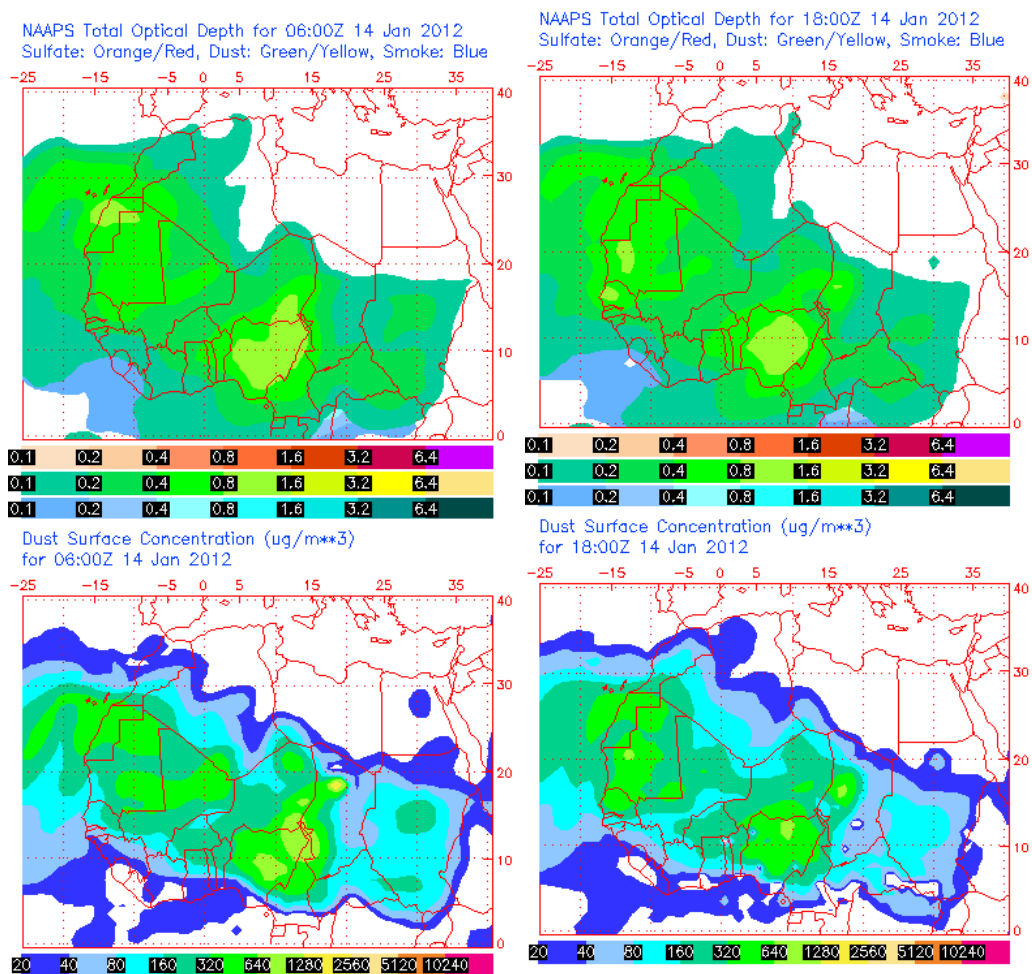 NAAPS Total Optical Depth for 06:00Z 14 Jan 2012
Sulfate: Orange/Red, Dust: Green/Yellow, Smoke: Blue
-25 -15 -5 0 5 15 25 35
40
30
20
10
0
0.1 0.2 0.4 0.8 1.6 3.2 6.4
0.1 0.2 0.4 0.8 1.6 3.2 6.4
0.1 0.2 0.4 0.8 1.6 3.2 6.4
NAAPS Total Optical Depth for 18:00Z 14 Jan 2012
Sulfate: Orange/Red, Dust: Green/Yellow, Smoke: Blue
-25 -15 -5 0 5 15 25 35
40
30
20
10
0
0.1 0.2 0.4 0.8 1.6 3.2 6.4
0.1 0.2 0.4 0.8 1.6 3.2 6.4
0.1 0.2 0.4 0.8 1.6 3.2 6.4
Dust Surface Concentration (ug/m**3)
for 06:00Z 14 Jan 2012
-25 -15 -5 0 5 15 25 35
40
30
20
10
0
20 40 80 160 320 640 1280 2560 5120 10240
Dust Surface Concentration (ug/m**3)
for 18:00Z 14 Jan 2012
-25 -15 -5 0 5 15 25 35
40
30
20
10
0
20 40 80 160 320 640 1280 2560 5120 10240